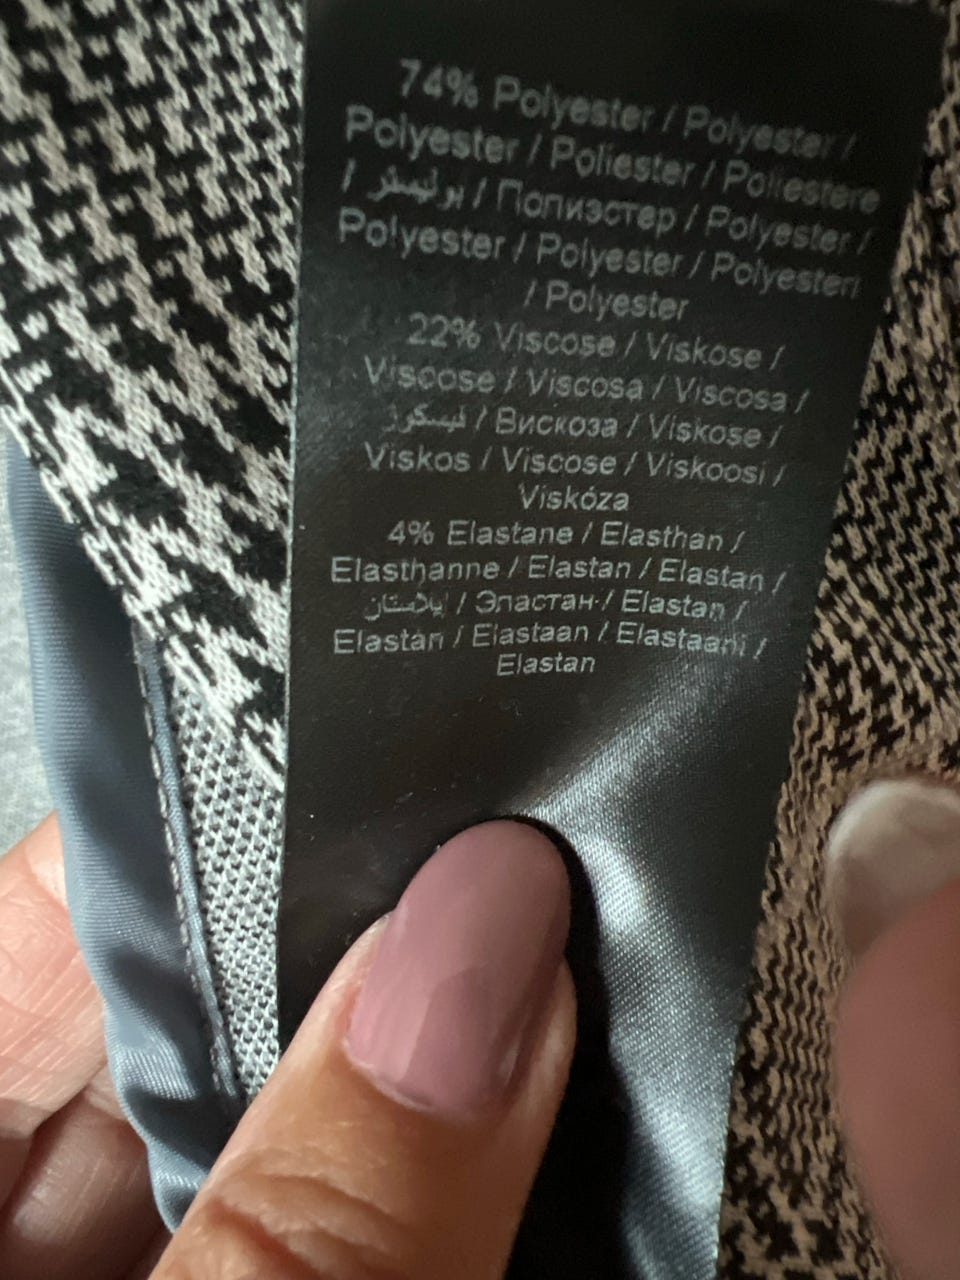 74% Polyester / Polyester /
Polyester / Poliester / Poliestere
/ بوليستر / Полиэстер / Polyester /
Polyester / Polyester / Polyesteri
/ Polyester
22% Viscose / Viskose /
Viscose / Viscosa / Viscosa /
فيسكوز / Вискоза / Viskose /
Viskos / Viscose / Viskoosi /
Viskóza
4% Elastane / Elasthan /
Elasthanne / Elastan / Elastan /
إيلاستان / Эластан / Elastan /
Elastan / Elastaan / Elastaani /
Elastan